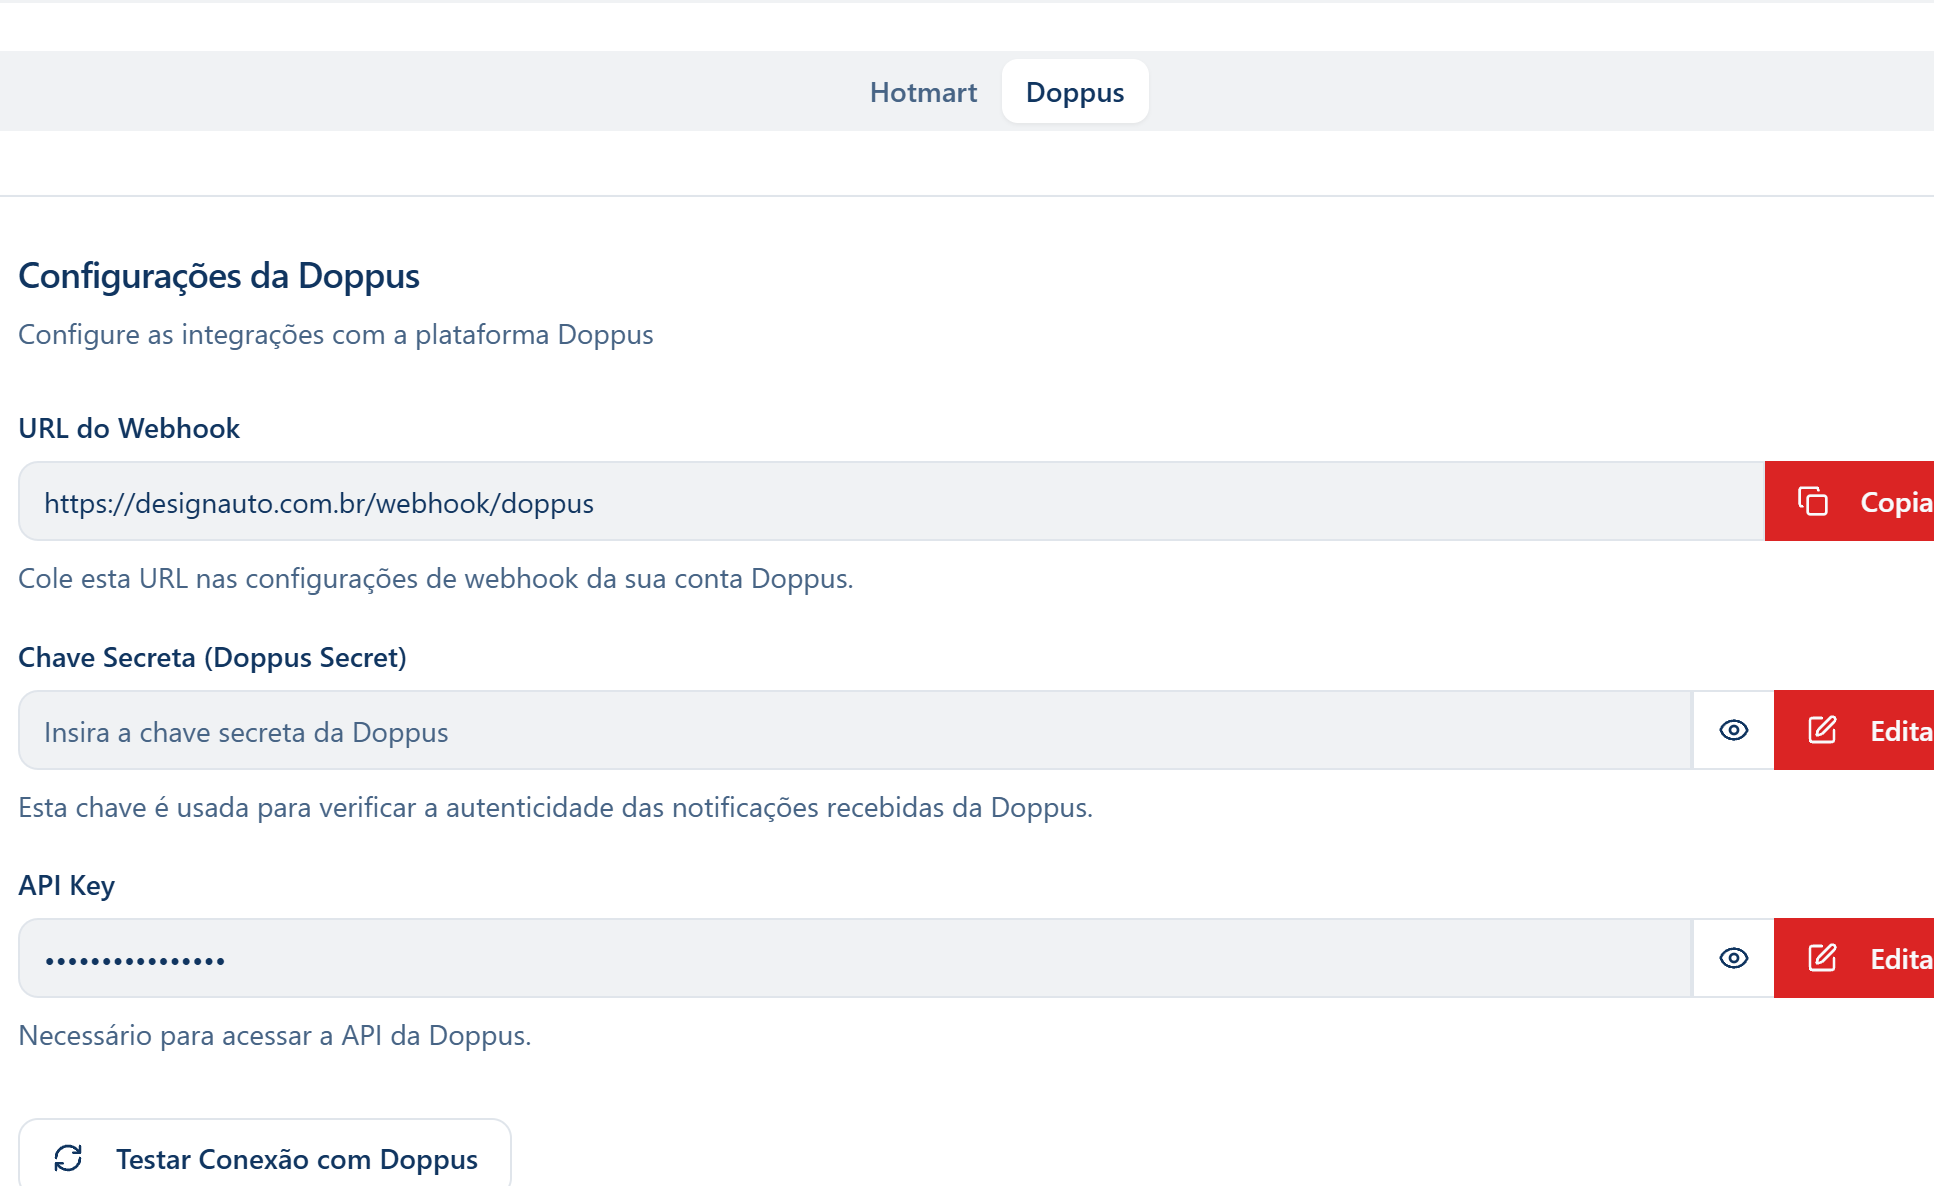 Hotmart Doppus
Configurações da Doppus
Configure as integrações com a plataforma Doppus
URL do Webhook
https://designauto.com.br/webhook/doppus
Copia
Cole esta URL nas configurações de webhook da sua conta Doppus.
Chave Secreta (Doppus Secret)
Insira a chave secreta da Doppus
Edita
Esta chave é usada para verificar a autenticidade das notificações recebidas da Doppus.
API Key
••••••••••••••••
Edita
Necessário para acessar a API da Doppus.
Testar Conexão com Doppus